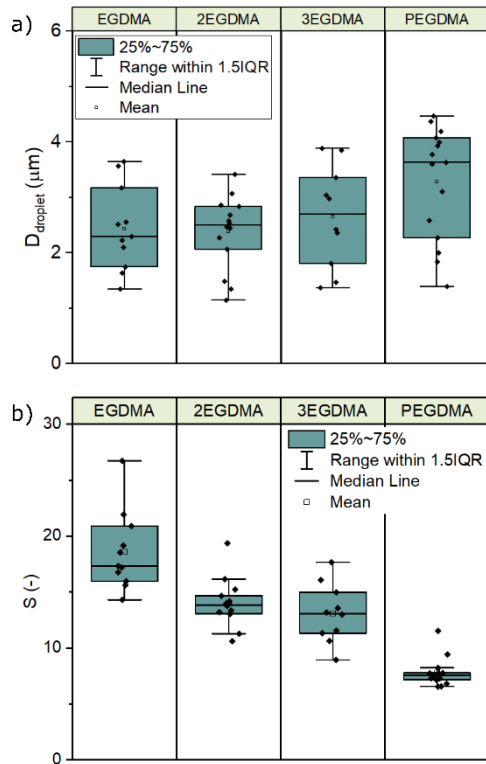 a)
EGDMA 2EGDMA 3EGDMA PEGDMA
6
25%~75%
Range within 1.5IQR
Median Line
Mean
4
D_droplet (μm)
2
0
b)
EGDMA 2EGDMA 3EGDMA PEGDMA
30
25%~75%
Range within 1.5IQR
Median Line
Mean
20
S (-)
10
0